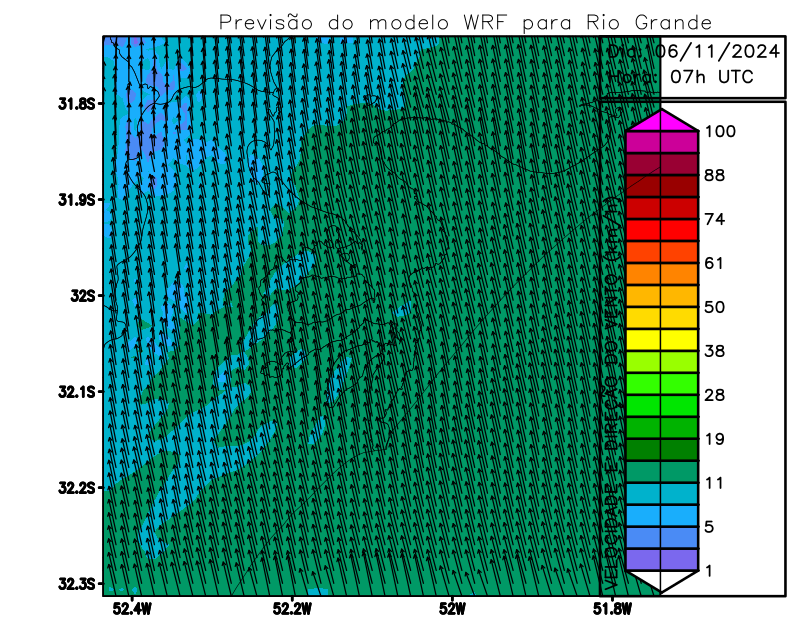 Previsão do modelo WRF para Rio Grande
Dia: 06/11/2024
Hora: 07h UTC
31.8S
31.9S
32S
32.1S
32.2S
32.3S
52.4W
52.2W
52W
51.8W
VELOCIDADE E DIREÇÃO DO VENTO (km/h)
100
88
74
61
50
38
28
19
11
5
1